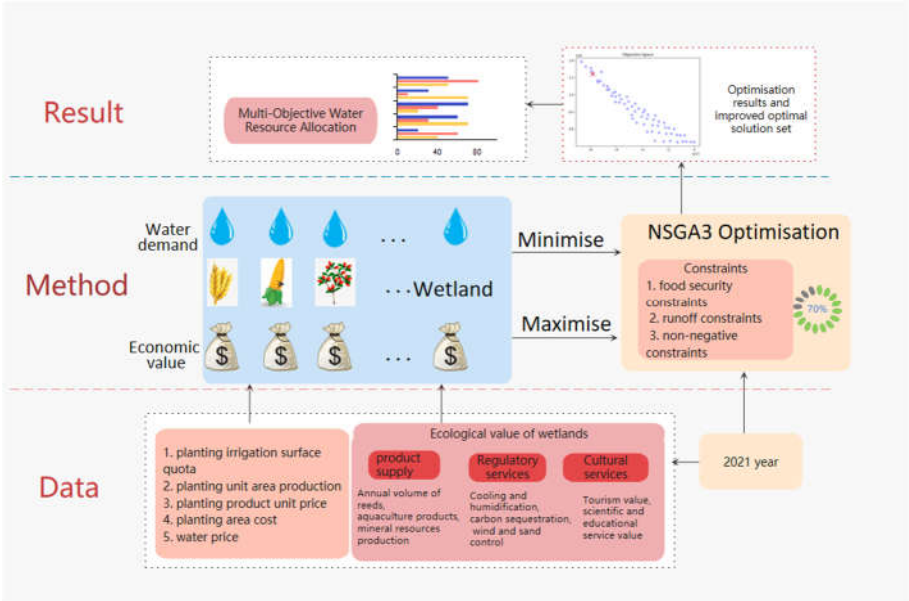 Result
Multi-Objective Water
Resource Allocation
0
40
80
Optimisation
results and
improved optimal
solution set
Method
Water
demand
...
...Wetland
Economic
value
$
$
$
...
$
Minimise
Maximise
NSGA3 Optimisation
Constraints
1. food security
constraints
2. runoff constraints
3. non-negative
constraints
70%
Data
1. planting irrigation surface
quota
2. planting unit area production
3. planting product unit price
4. planting area cost
5. water price
Ecological value of wetlands
product
supply
Annual volume of
reeds,
aquaculture products,
mineral resources
production
Regulatory
services
Cooling and
humidification,
carbon sequestration,
wind and sand
control
Cultural
services
Tourism value,
scientific and
educational
service value
2021 year